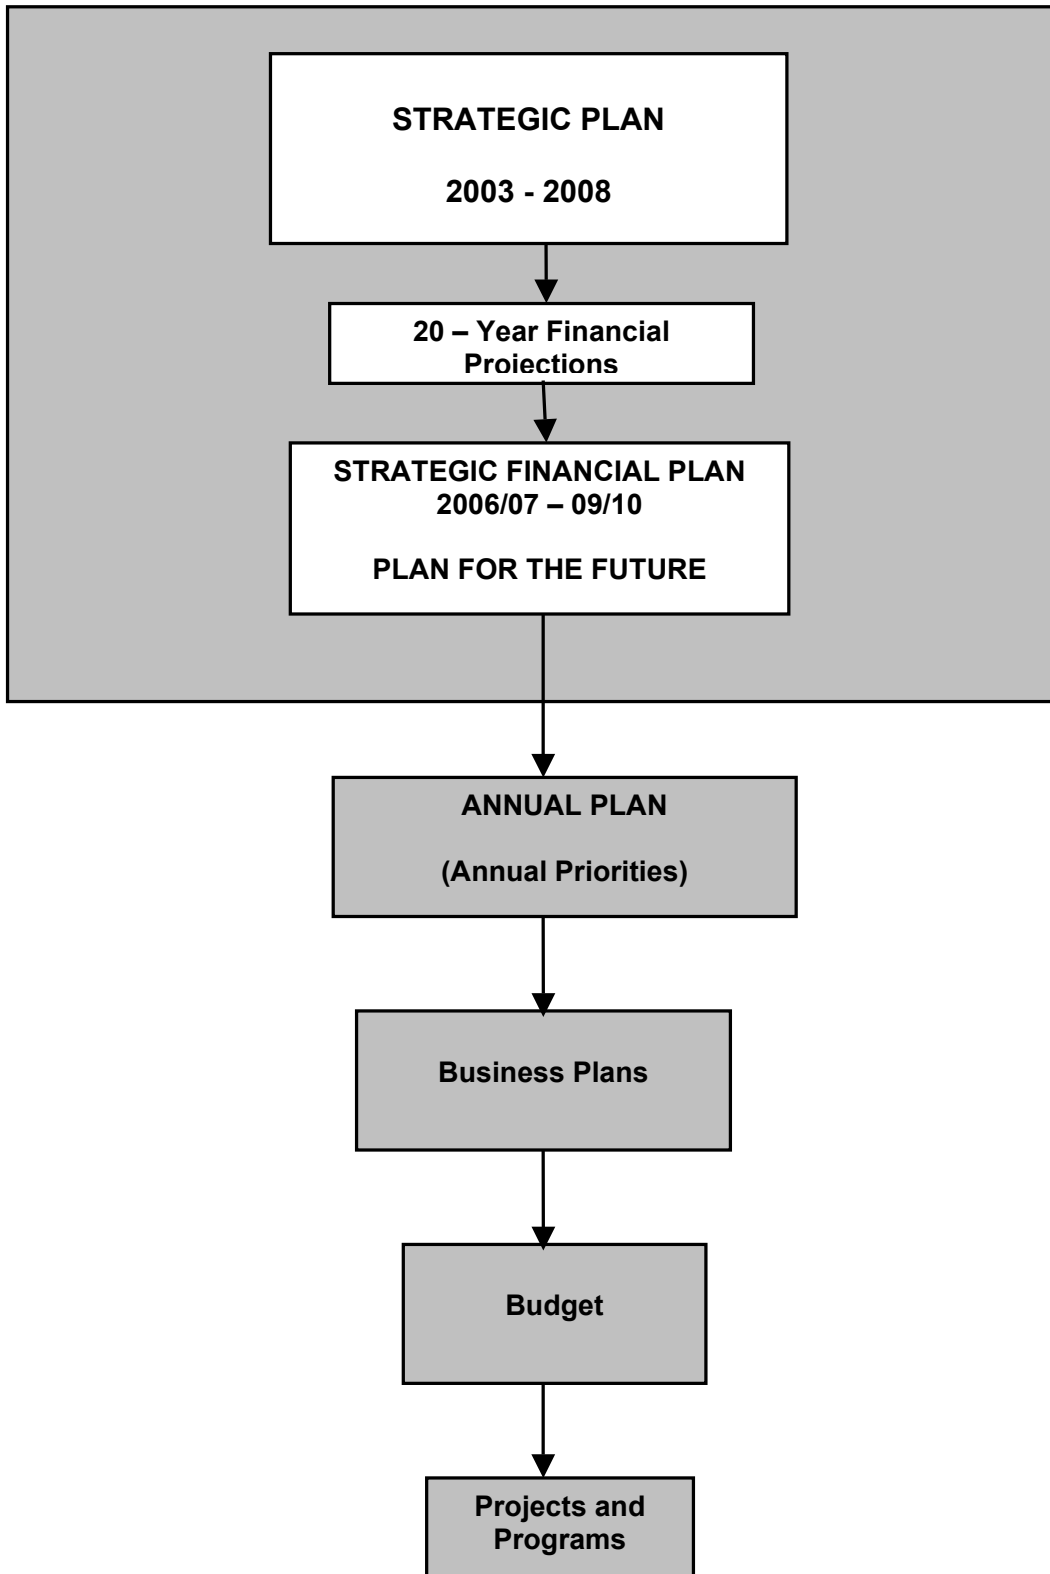 STRATEGIC PLAN
2003 - 2008
20 – Year Financial
Projections
STRATEGIC FINANCIAL PLAN
2006/07 – 09/10
PLAN FOR THE FUTURE
ANNUAL PLAN
(Annual Priorities)
Business Plans
Budget
Projects and
Programs